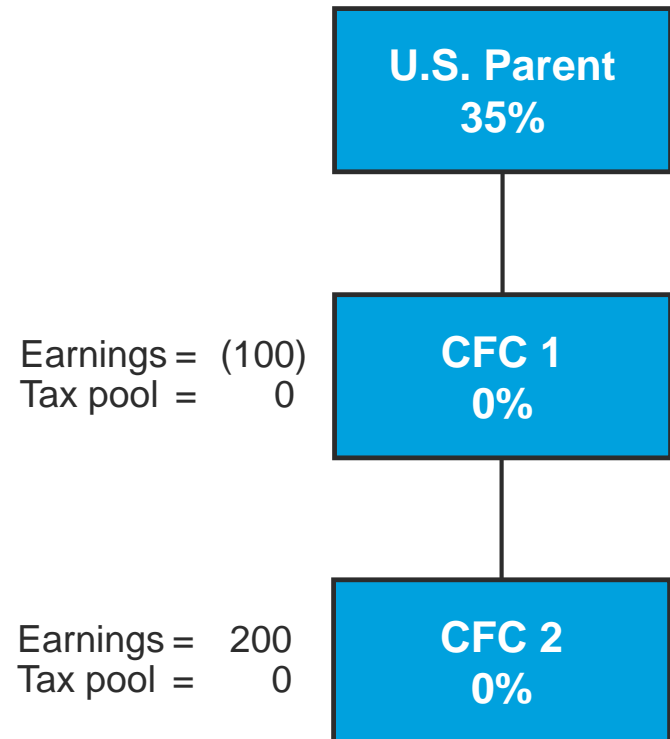 U.S. Parent
35%
Earnings = (100)
Tax pool = 0
CFC 1
0%
Earnings = 200
Tax pool = 0
CFC 2
0%